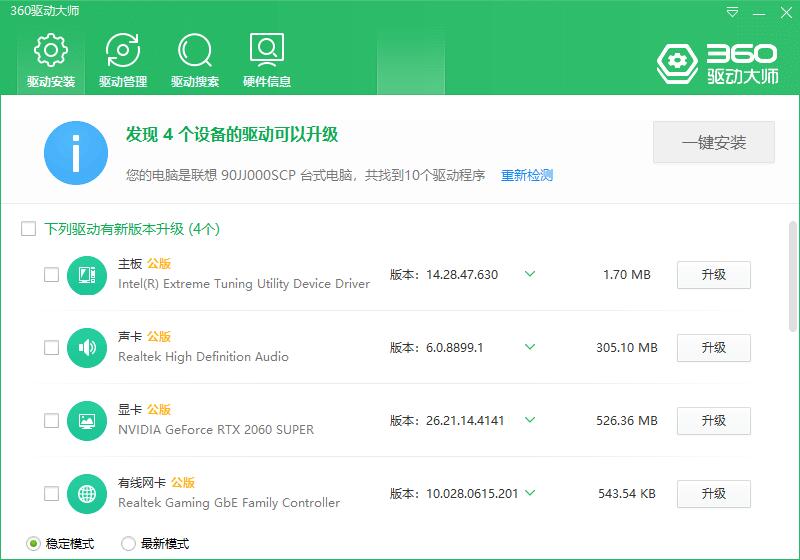 360驱动大师
驱动安装 驱动管理 驱动搜索 硬件信息
360
驱动大师
发现 4 个设备的驱动可以升级
一键安装
您的电脑是联想 90JJ000SCP 台式电脑，共找到10个驱动程序 重新检测
下列驱动有新版本升级 (4个)
主板 公版
Intel(R) Extreme Tuning Utility Device Driver
版本：14.28.47.630 1.70 MB 升级
声卡 公版
Realtek High Definition Audio
版本：6.0.8899.1 305.10 MB 升级
显卡 公版
NVIDIA GeForce RTX 2060 SUPER
版本：26.21.14.4141 526.36 MB 升级
有线网卡 公版
Realtek Gaming GbE Family Controller
版本：10.028.0615.201 543.54 KB 升级
稳定模式 最新模式